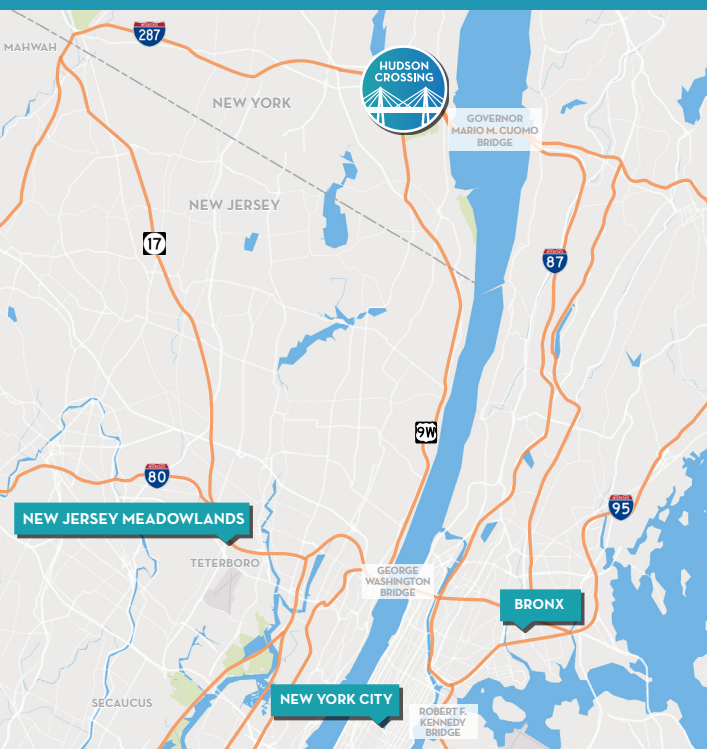 287
MAHWAH
HUDSON
CROSSING
NEW YORK
GOVERNOR
MARIO M. CUOMO
BRIDGE
NEW JERSEY
17
87
9W
80
95
NEW JERSEY MEADOWLANDS
TETERBORO
GEORGE
WASHINGTON
BRIDGE
BRONX
NEW YORK CITY
SECAUCUS
ROBERT F.
KENNEDY
BRIDGE